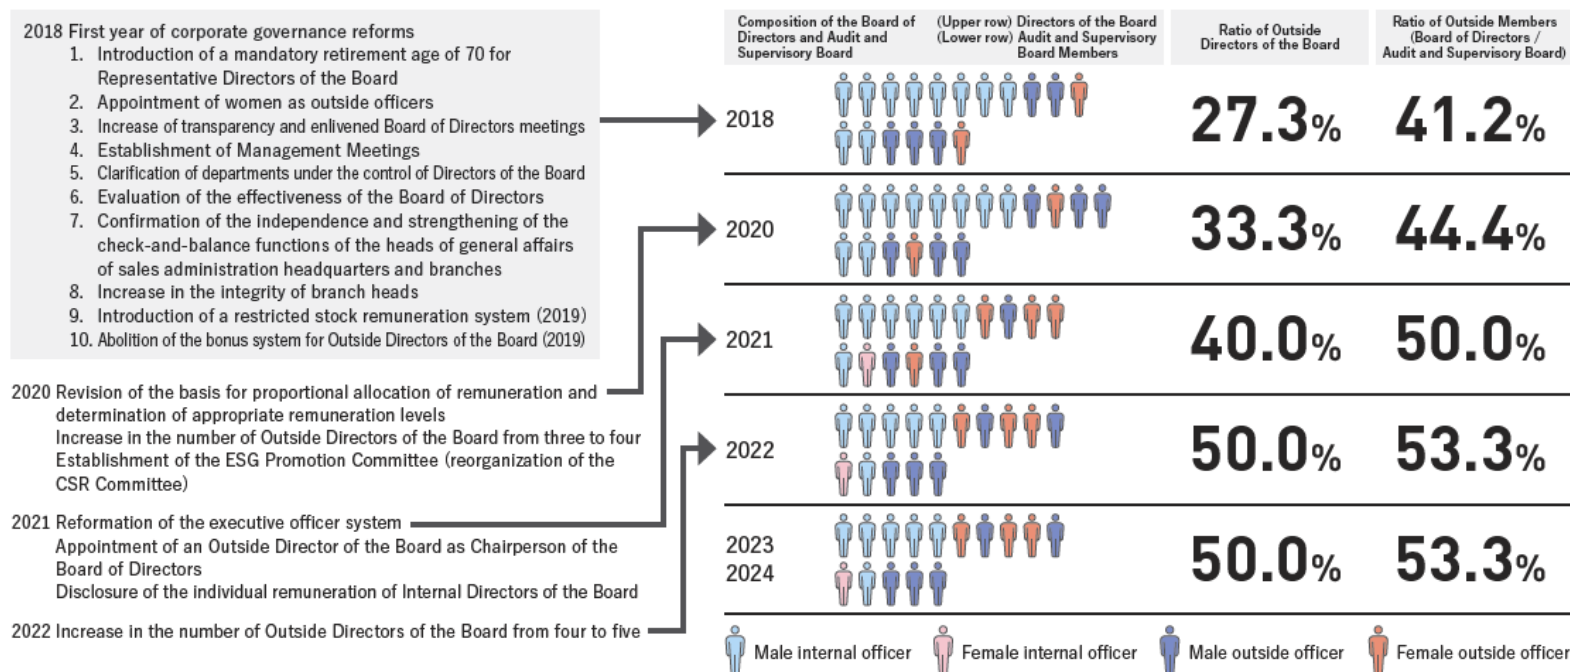 2018 First year of corporate governance reforms
1. Introduction of a mandatory retirement age of 70 for
Representative Directors of the Board
2. Appointment of women as outside officers
3. Increase of transparency and enlivened Board of Directors meetings
4. Establishment of Management Meetings
5. Clarification of departments under the control of Directors of the Board
6. Evaluation of the effectiveness of the Board of Directors
7. Confirmation of the independence and strengthening of the
check-and-balance functions of the heads of general affairs
of sales administration headquarters and branches
8. Increase in the integrity of branch heads
9. Introduction of a restricted stock remuneration system (2019)
10. Abolition of the bonus system for Outside Directors of the Board (2019)
2020 Revision of the basis for proportional allocation of remuneration and
determination of appropriate remuneration levels
Increase in the number of Outside Directors of the Board from three to four
Establishment of the ESG Promotion Committee (reorganization of the
CSR Committee)
2021 Reformation of the executive officer system
Appointment of an Outside Director of the Board as Chairperson of the
Board of Directors
Disclosure of the individual remuneration of Internal Directors of the Board
2022 Increase in the number of Outside Directors of the Board from four to five
Composition of the Board of
Directors and Audit and
Supervisory Board
(Upper row) Directors of the Board
(Lower row) Audit and Supervisory
Board Members
Ratio of Outside
Directors of the Board
Ratio of Outside Members
(Board of Directors /
Audit and Supervisory Board)
2018 27.3% 41.2%
2020 33.3% 44.4%
2021 40.0% 50.0%
2022 50.0% 53.3%
2023
2024
50.0% 53.3%
Male internal officer Female internal officer Male outside officer Female outside officer